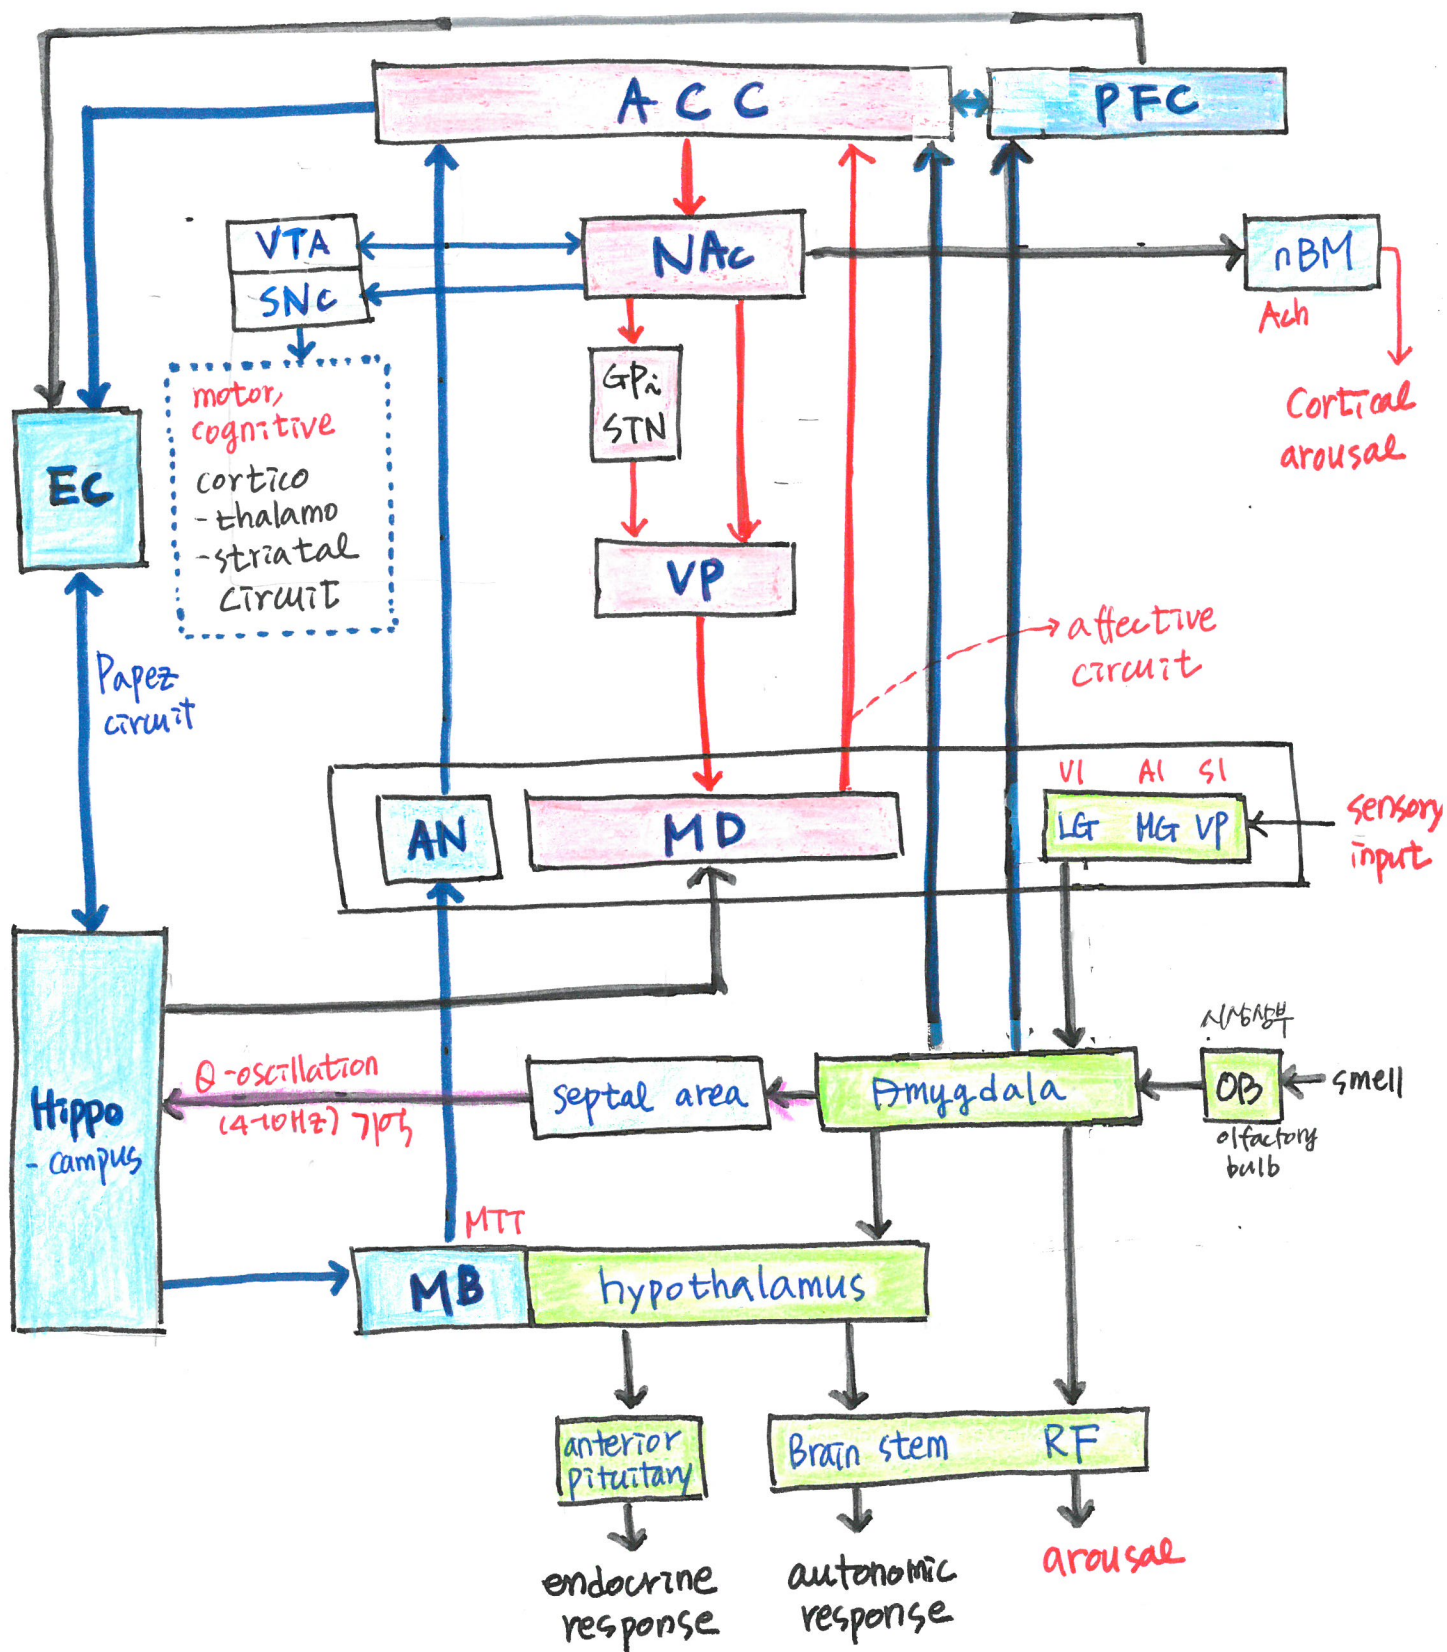 ACC
PFC
VTA
SNc
NAc
nBM
Ach
Cortical
arousal
GPi
STN
motor,
cognitive
cortico
-thalamo
-striatal
circuit
EC
VP
affective
circuit
Papez
circuit
V1 A1 S1
AN
MD
LG MG VP
sensory
input
시상상부
θ-oscillation
(4-10Hz) 기억
septal area
Amygdala
OB
smell
olfactory
bulb
Hippo
-campus
MTT
MB
hypothalamus
anterior
pituitary
Brain stem
RF
endocrine
response
autonomic
response
arousal